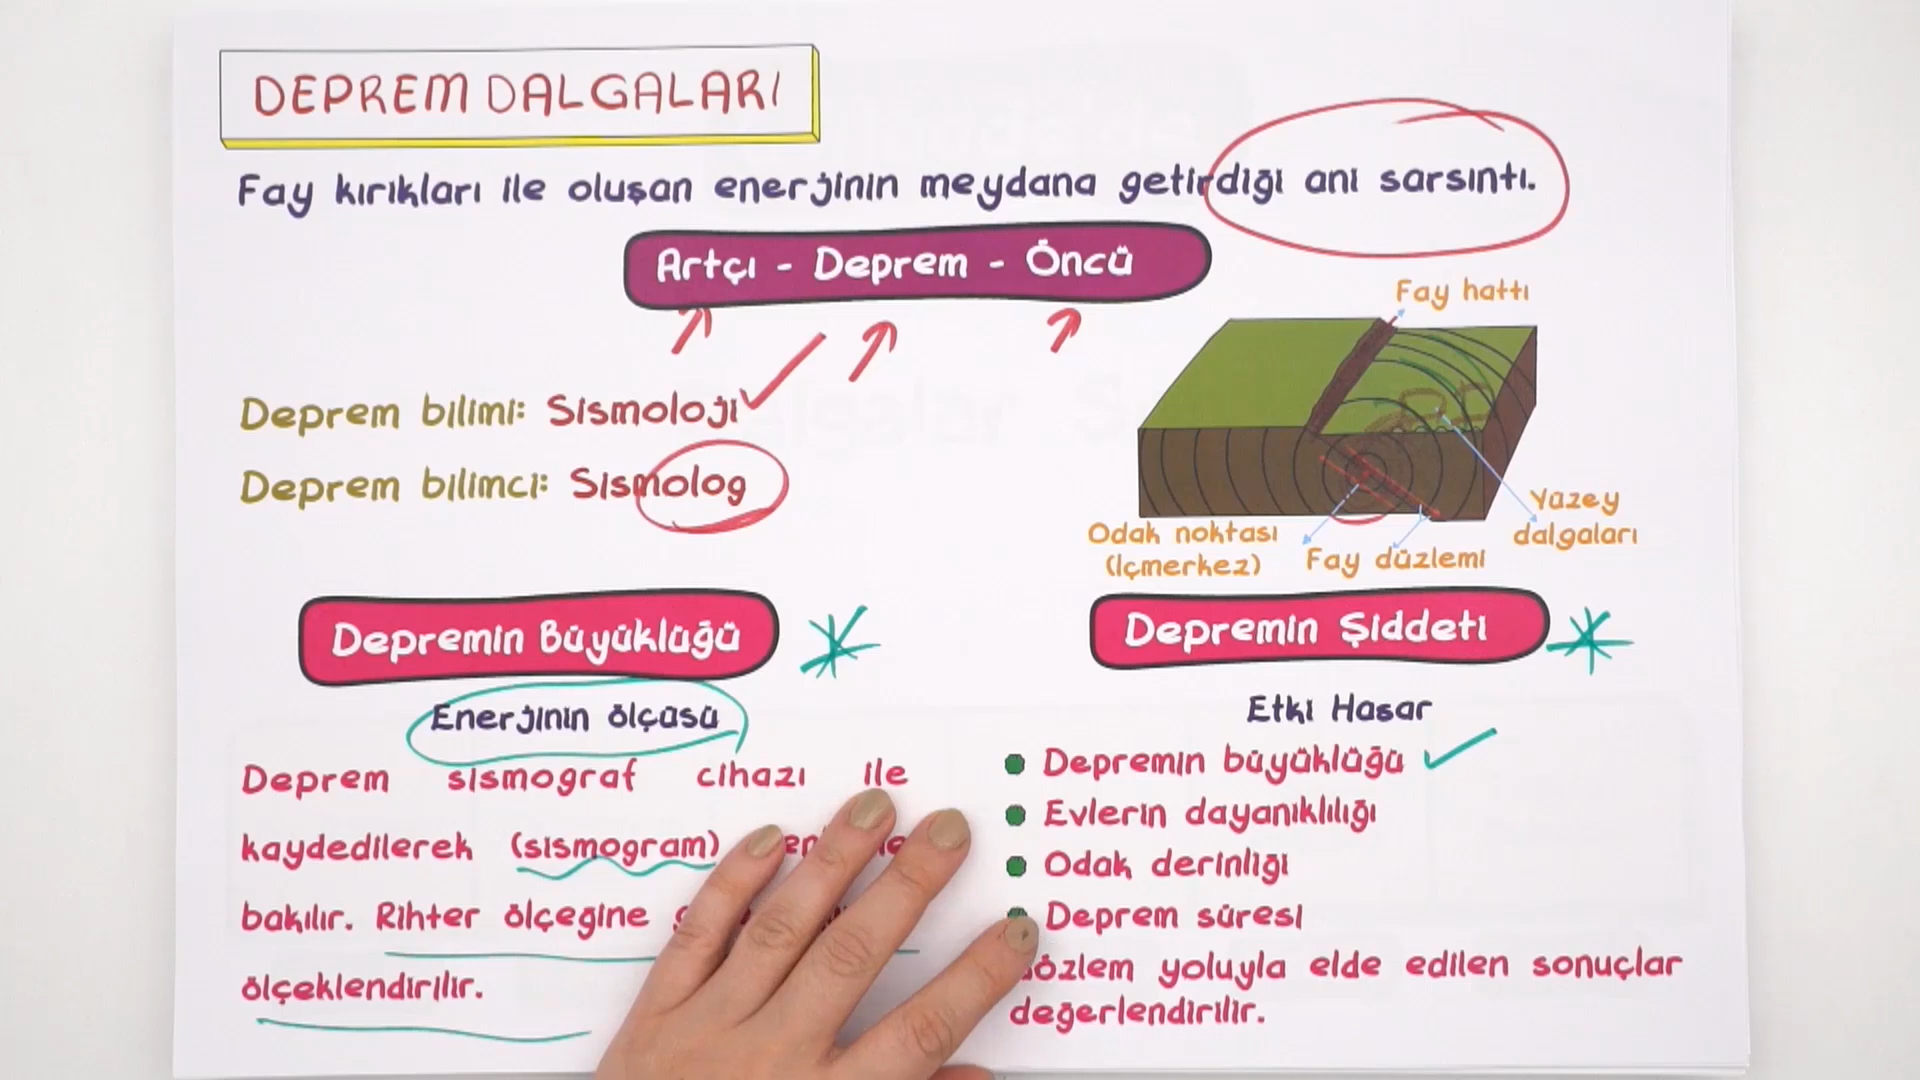 DEPREM DALGALARI
Fay kırıkları ile oluşan enerjinin meydana getirdiği ani sarsıntı.
Artçı - Deprem - Öncü
Fay hattı
Deprem bilimi: Sismoloji
Deprem bilimci: Sismolog
Yüzey
dalgaları
Odak noktası
(İçmerkez)
Fay düzlemi
Depremin Büyüklüğü
Enerjinin ölçüsü
Deprem sismograf cihazı ile
kaydedilerek (sismogram)
bakılır. Rihter ölçeğine
ölçeklendirilir.
Depremin Şiddeti
Etki Hasar
Depremin büyüklüğü
Evlerin dayanıklılığı
Odak derinliği
Deprem süresi
yoluyla elde edilen sonuçlar
değerlendirilir.